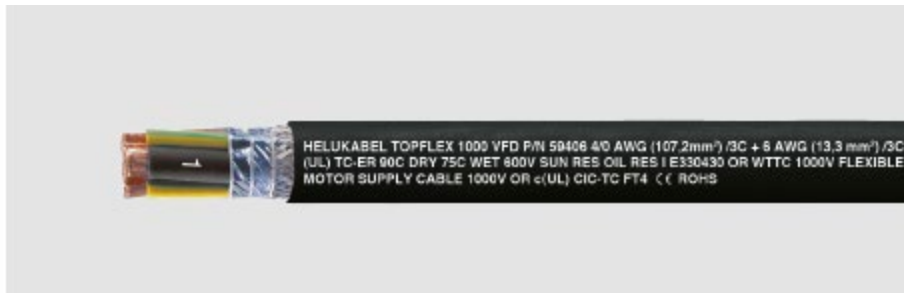 1
HELUKABEL TOPFLEX 1000 VFD P/N 59406 4/0 AWG (107,2mm²) /3C + 6 AWG (13,3 mm²) /3C
(UL) TC-ER 90C DRY 75C WET 600V SUN RES OIL RES I E330430 OR WTTC 1000V FLEXIBLE
MOTOR SUPPLY CABLE 1000V OR c(UL) CIC-TC FT4 CE ROHS